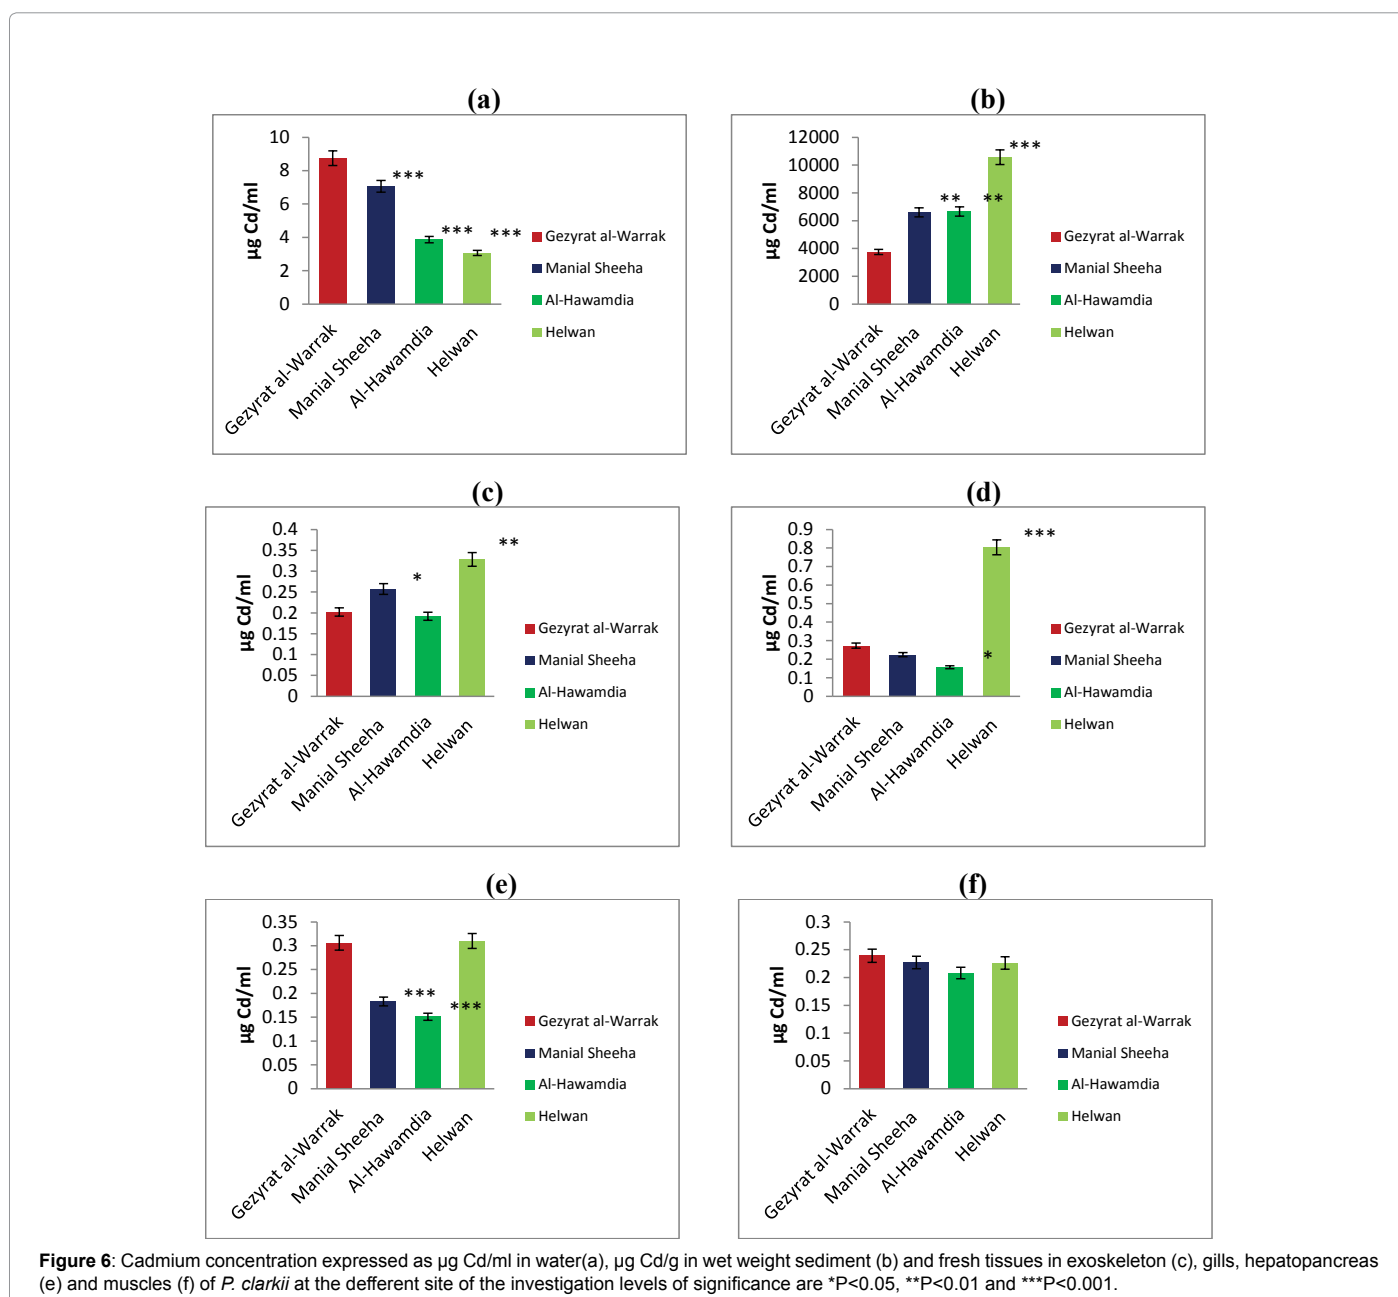 (a)
10
8
6
4
2
0
µg Cd/ml
***
***
***
Gezyrat al-Warrak
Manial Sheeha
Al-Hawamdia
Helwan
Gezyrat al-Warrak
Manial Sheeha
Al-Hawamdia
Helwan
(b)
12000
10000
8000
6000
4000
2000
0
µg Cd/ml
**
**
***
Gezyrat al-Warrak
Manial Sheeha
Al-Hawamdia
Helwan
Gezyrat al-Warrak
Manial Sheeha
Al-Hawamdia
Helwan
(c)
0.4
0.35
0.3
0.25
0.2
0.15
0.1
0.05
0
µg Cd/ml
*
**
Gezyrat al-Warrak
Manial Sheeha
Al-Hawamdia
Helwan
Gezyrat al-Warrak
Manial Sheeha
Al-Hawamdia
Helwan
(d)
0.9
0.8
0.7
0.6
0.5
0.4
0.3
0.2
0.1
0
µg Cd/ml
*
***
Gezyrat al-Warrak
Manial Sheeha
Al-Hawamdia
Helwan
Gezyrat al-Warrak
Manial Sheeha
Al-Hawamdia
Helwan
(e)
0.35
0.3
0.25
0.2
0.15
0.1
0.05
0
µg Cd/ml
***
***
Gezyrat al-Warrak
Manial Sheeha
Al-Hawamdia
Helwan
Gezyrat al-Warrak
Manial Sheeha
Al-Hawamdia
Helwan
(f)
0.3
0.25
0.2
0.15
0.1
0.05
0
µg Cd/ml
Gezyrat al-Warrak
Manial Sheeha
Al-Hawamdia
Helwan
Gezyrat al-Warrak
Manial Sheeha
Al-Hawamdia
Helwan
Figure 6: Cadmium concentration expressed as µg Cd/ml in water(a), µg Cd/g in wet weight sediment (b) and fresh tissues in exoskeleton (c), gills, hepatopancreas
(e) and muscles (f) of P. clarkii at the defferent site of the investigation levels of significance are *P<0.05, **P<0.01 and ***P<0.001.